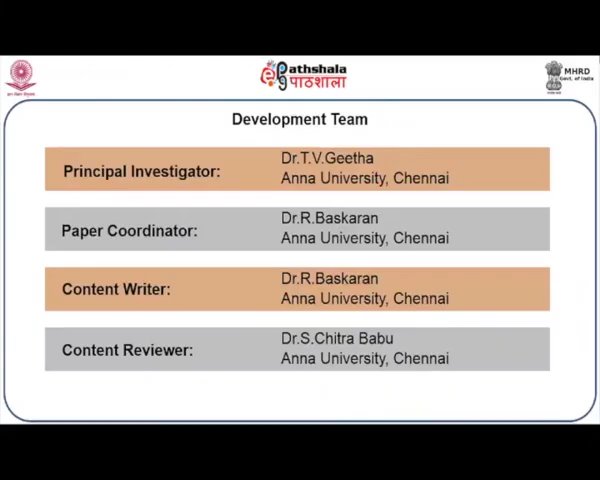 Pathshala
पाठशाला
MHRD
Govt. of India
Development Team
Principal Investigator:
Dr.T.V.Geetha
Anna University, Chennai
Paper Coordinator:
Dr.R.Baskaran
Anna University, Chennai
Content Writer:
Dr.R.Baskaran
Anna University, Chennai
Content Reviewer:
Dr.S.Chitra Babu
Anna University, Chennai